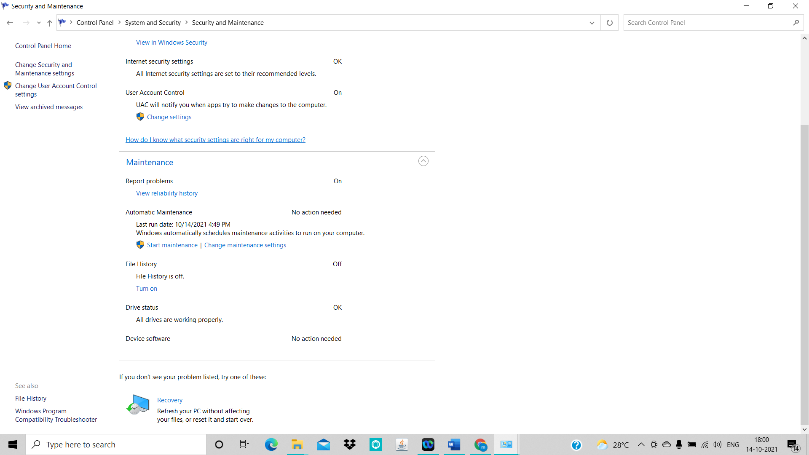 Security and Maintenance
Control Panel > System and Security > Security and Maintenance
Search Control Panel
Control Panel Home
Change Security and
Maintenance settings
Change User Account Control
settings
View archived messages
View in Windows Security
Internet security settings OK
All Internet security settings are set to their recommended levels.
User Account Control On
UAC will notify you when apps try to make changes to the computer.
Change settings
How do I know what security settings are right for my computer?
Maintenance
Report problems On
View reliability history
Automatic Maintenance No action needed
Last run date: 10/14/2021 4:49 PM
Windows automatically schedules maintenance activities to run on your computer.
Start maintenance | Change maintenance settings
File History Off
File History is off.
Turn on
Drive status OK
All drives are working properly.
Device software No action needed
If you don't see your problem listed, try one of these:
Recovery
Refresh your PC without affecting
your files, or reset it and start over.
See also
File History
Windows Program
Compatibility Troubleshooter
Type here to search
28°C
ENG
18:00
14-10-2021
14